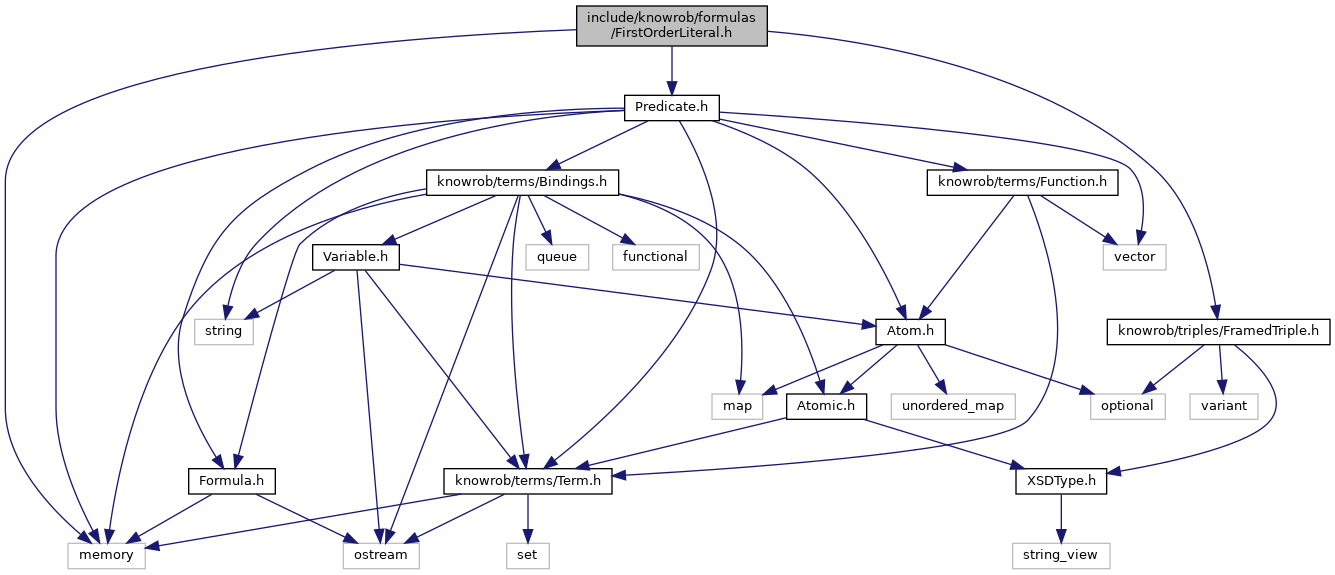 include/knowrob/formulas
/FirstOrderLiteral.h
Predicate.h
knowrob/terms/Bindings.h
knowrob/terms/Function.h
Variable.h
queue
functional
vector
string
Atom.h
knowrob/triples/FramedTriple.h
map
Atomic.h
unordered_map
optional
variant
Formula.h
knowrob/terms/Term.h
XSDType.h
memory
ostream
set
string_view